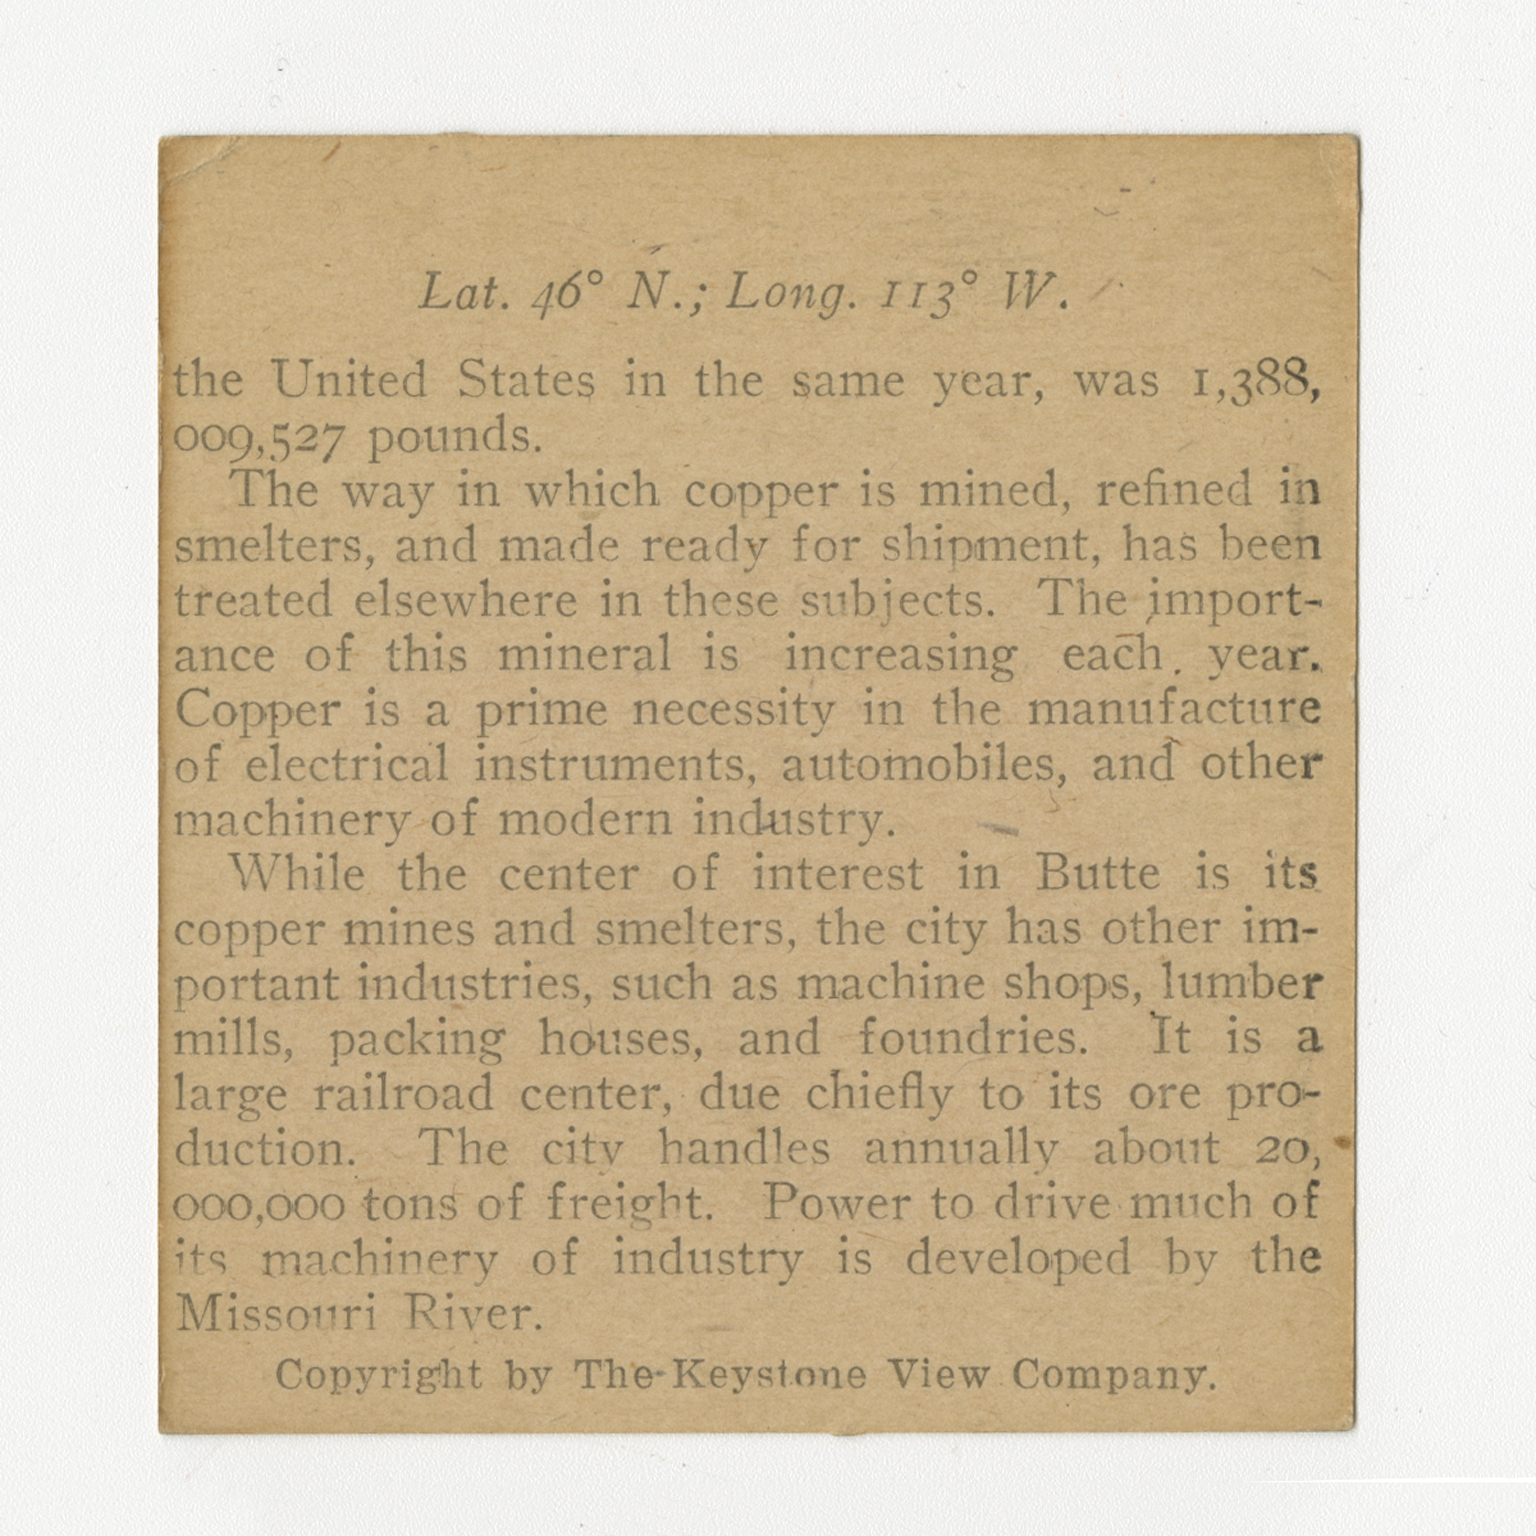 Lat. 46° N.; Long. 113° W.
the United States in the same year, was 1,388,
009,527 pounds.
The way in which copper is mined, refined in
smelters, and made ready for shipment, has been
treated elsewhere in these subjects. The import-
ance of this mineral is increasing each year.
Copper is a prime necessity in the manufacture
of electrical instruments, automobiles, and other
machinery of modern industry.
While the center of interest in Butte is its
copper mines and smelters, the city has other im-
portant industries, such as machine shops, lumber
mills, packing houses, and foundries. It is a
large railroad center, due chiefly to its ore pro-
duction. The city handles annually about 20,
000,000 tons of freight. Power to drive much of
its machinery of industry is developed by the
Missouri River.
Copyright by The Keystone View Company.